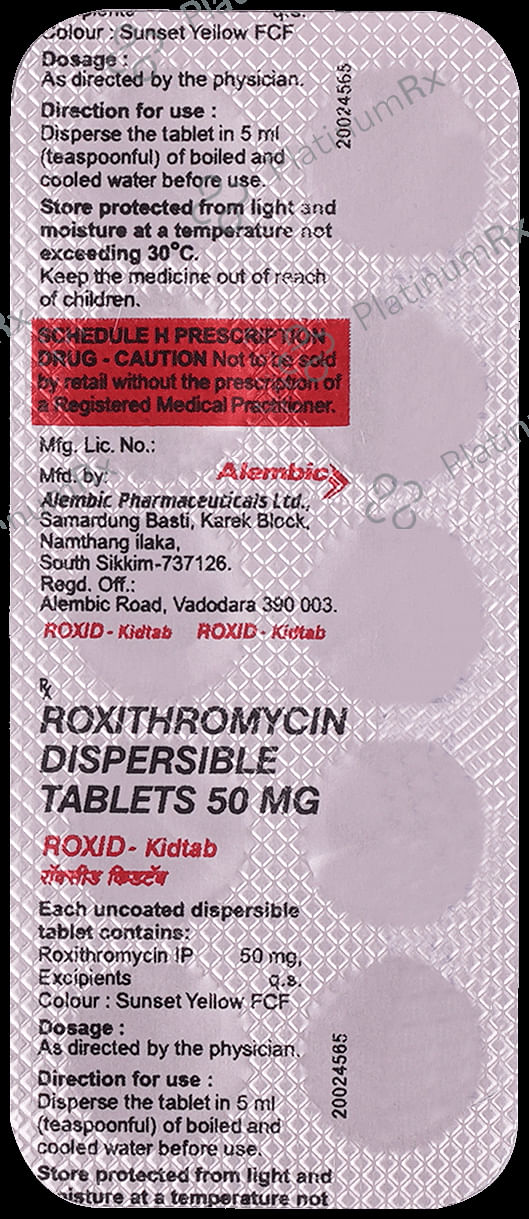 q.s.
Colour : Sunset Yellow FCF
Dosage :
As directed by the physician.
Direction for use :
Disperse the tablet in 5 ml
(teaspoonful) of boiled and
cooled water before use.
Store protected from light and
moisture at a temperature not
exceeding 30°C.
Keep the medicine out of reach
of children.
20024565
SCHEDULE H PRESCRIPTION
DRUG - CAUTION Not to be sold
by retail without the prescription of
a Registered Medical Practitioner.
Mfg. Lic. No.:
Mfd. by:
Alembic
Alembic Pharmaceuticals Ltd.,
Samardung Basti, Karek Block,
Namthang ilaka,
South Sikkim-737126.
Regd. Off.:
Alembic Road, Vadodara 390 003.
ROXID - Kidtab ROXID - Kidtab
Rx
ROXITHROMYCIN
DISPERSIBLE
TABLETS 50 MG
ROXID - Kidtab
रॉक्सीड किडटॅब
Each uncoated dispersible
tablet contains:
Roxithromycin IP 50 mg,
Excipients q.s.
Colour : Sunset Yellow FCF
Dosage :
As directed by the physician.
Direction for use :
Disperse the tablet in 5 ml
(teaspoonful) of boiled and
cooled water before use.
Store protected from light and
moisture at a temperature not
20024565
PlatinumRx
PlatinumRx